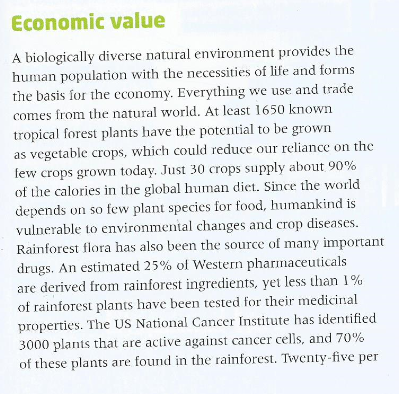 Economic value
A biologically diverse natural environment provides the
human population with the necessities of life and forms
the basis for the economy. Everything we use and trade
comes from the natural world. At least 1650 known
tropical forest plants have the potential to be grown
as vegetable crops, which could reduce our reliance on the
few crops grown today. Just 30 crops supply about 90%
of the calories in the global human diet. Since the world
depends on so few plant species for food, humankind is
vulnerable to environmental changes and crop diseases.
Rainforest flora has also been the source of many important
drugs. An estimated 25% of Western pharmaceuticals
are derived from rainforest ingredients, yet less than 1%
of rainforest plants have been tested for their medicinal
properties. The US National Cancer Institute has identified
3000 plants that are active against cancer cells, and 70%
of these plants are found in the rainforest. Twenty-five per